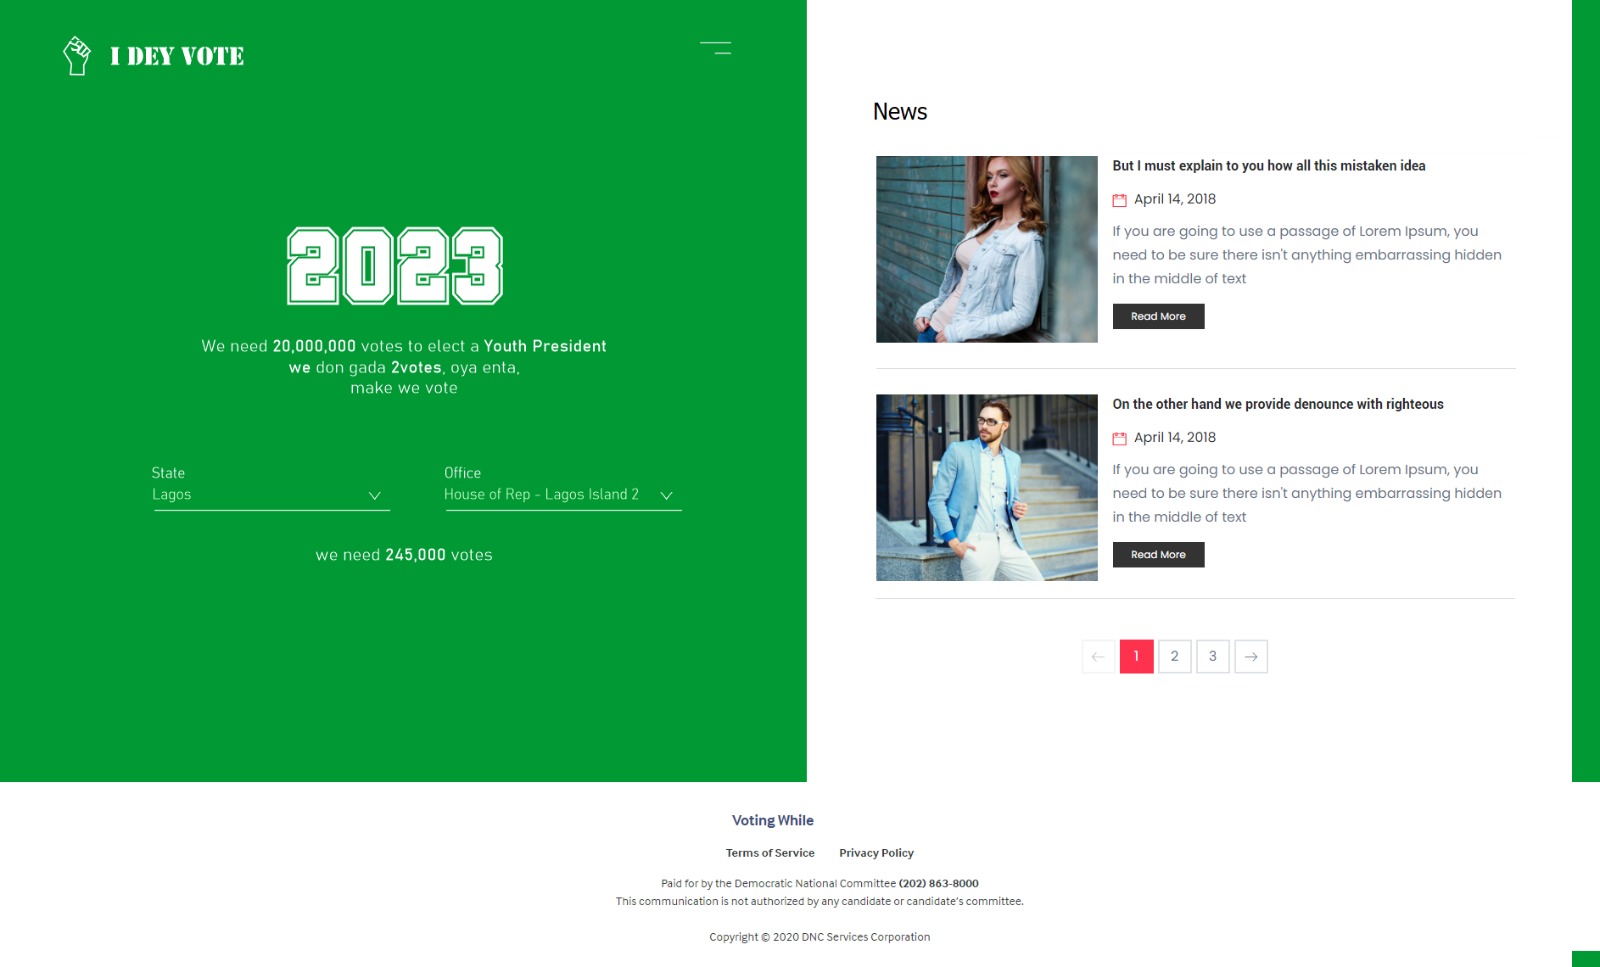 I DEY VOTE
2023
We need 20,000,000 votes to elect a Youth President
we don gada 2votes, oya enta,
make we vote
State
Lagos
Office
House of Rep - Lagos Island 2
we need 245,000 votes
News
But I must explain to you how all this mistaken idea
April 14, 2018
If you are going to use a passage of Lorem Ipsum, you
need to be sure there isn't anything embarrassing hidden
in the middle of text
Read More
On the other hand we provide denounce with righteous
April 14, 2018
If you are going to use a passage of Lorem Ipsum, you
need to be sure there isn't anything embarrassing hidden
in the middle of text
Read More
1 2 3
Voting While
Terms of Service Privacy Policy
Paid for by the Democratic National Committee (202) 863-8000
This communication is not authorized by any candidate or candidate's committee.
Copyright © 2020 DNC Services Corporation